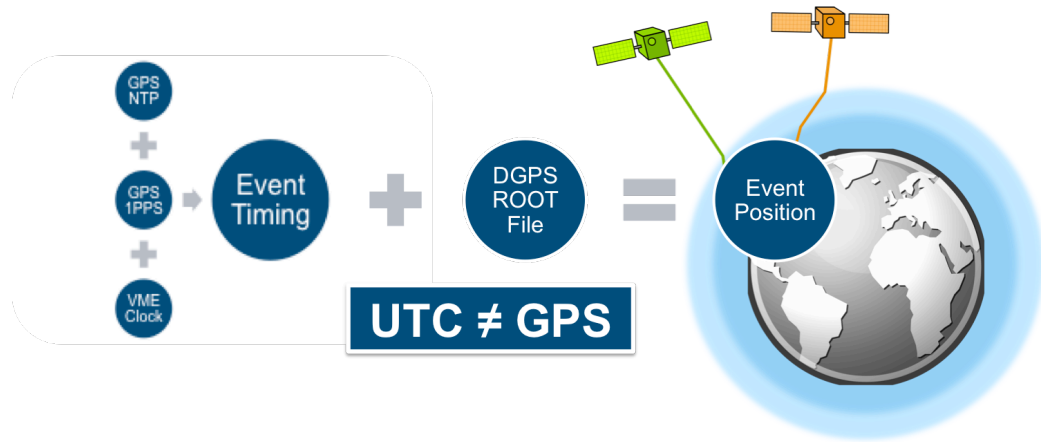 GPS
NTP
GPS
1PPS
VME
Clock
Event
Timing
DGPS
ROOT
File
Event
Position
UTC ≠ GPS